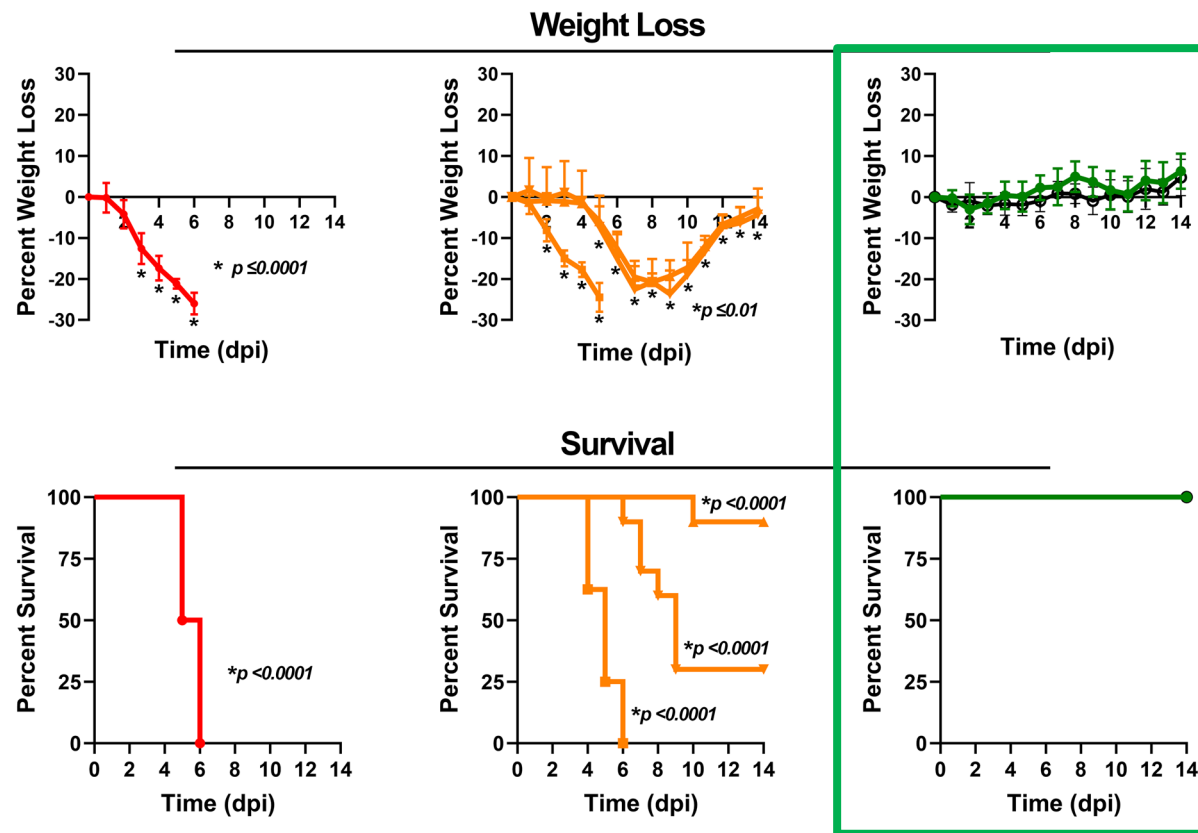 Weight Loss
Percent Weight Loss
30
20
10
0
-10
-20
-30
2 4 6 8 10 12 14
* p ≤0.0001
*
*
*
*
Time (dpi)
Percent Weight Loss
30
20
10
0
-10
-20
-30
2 4 6 8 10 12 14
*
*
*
*
*
*
*
*
*
*
*
*
*
*
*p ≤0.01
Time (dpi)
Percent Weight Loss
30
20
10
0
-10
-20
-30
2 4 6 8 10 12 14
Time (dpi)
Survival
Percent Survival
100
75
50
25
0
*p <0.0001
0 2 4 6 8 10 12 14
Time (dpi)
Percent Survival
100
75
50
25
0
*p <0.0001
*p <0.0001
*p <0.0001
0 2 4 6 8 10 12 14
Time (dpi)
Percent Survival
100
75
50
25
0
0 2 4 6 8 10 12 14
Time (dpi)